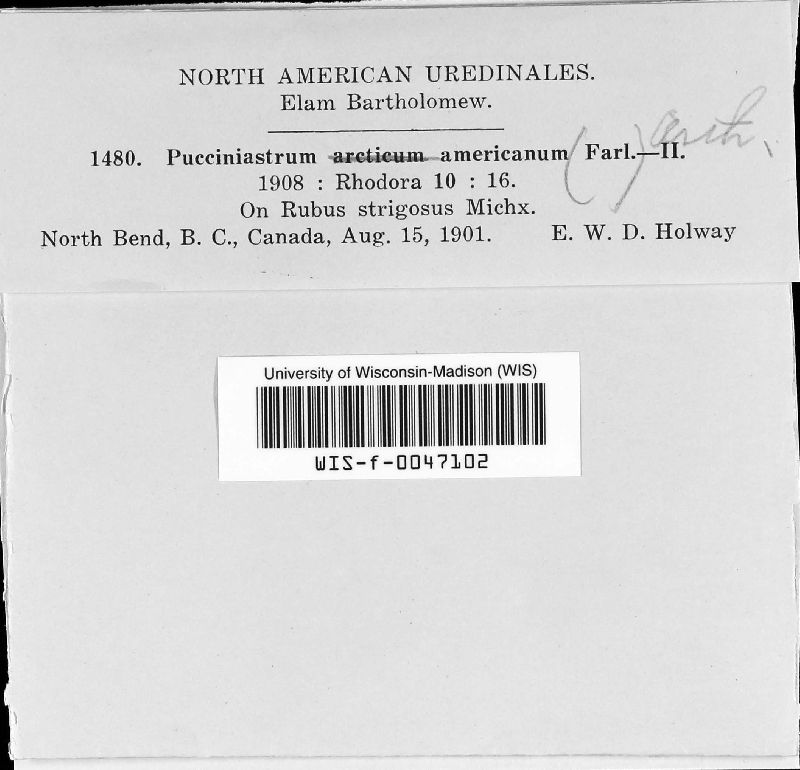 NORTH AMERICAN UREDINALES.
Elam Bartholomew.
1480. Pucciniastrum arcticum americanum (Farl.)—II. Arth.
1908 : Rhodora 10 : 16.
On Rubus strigosus Michx.
North Bend, B. C., Canada, Aug. 15, 1901. E. W. D. Holway
University of Wisconsin-Madison (WIS)
WIS-f-0047102